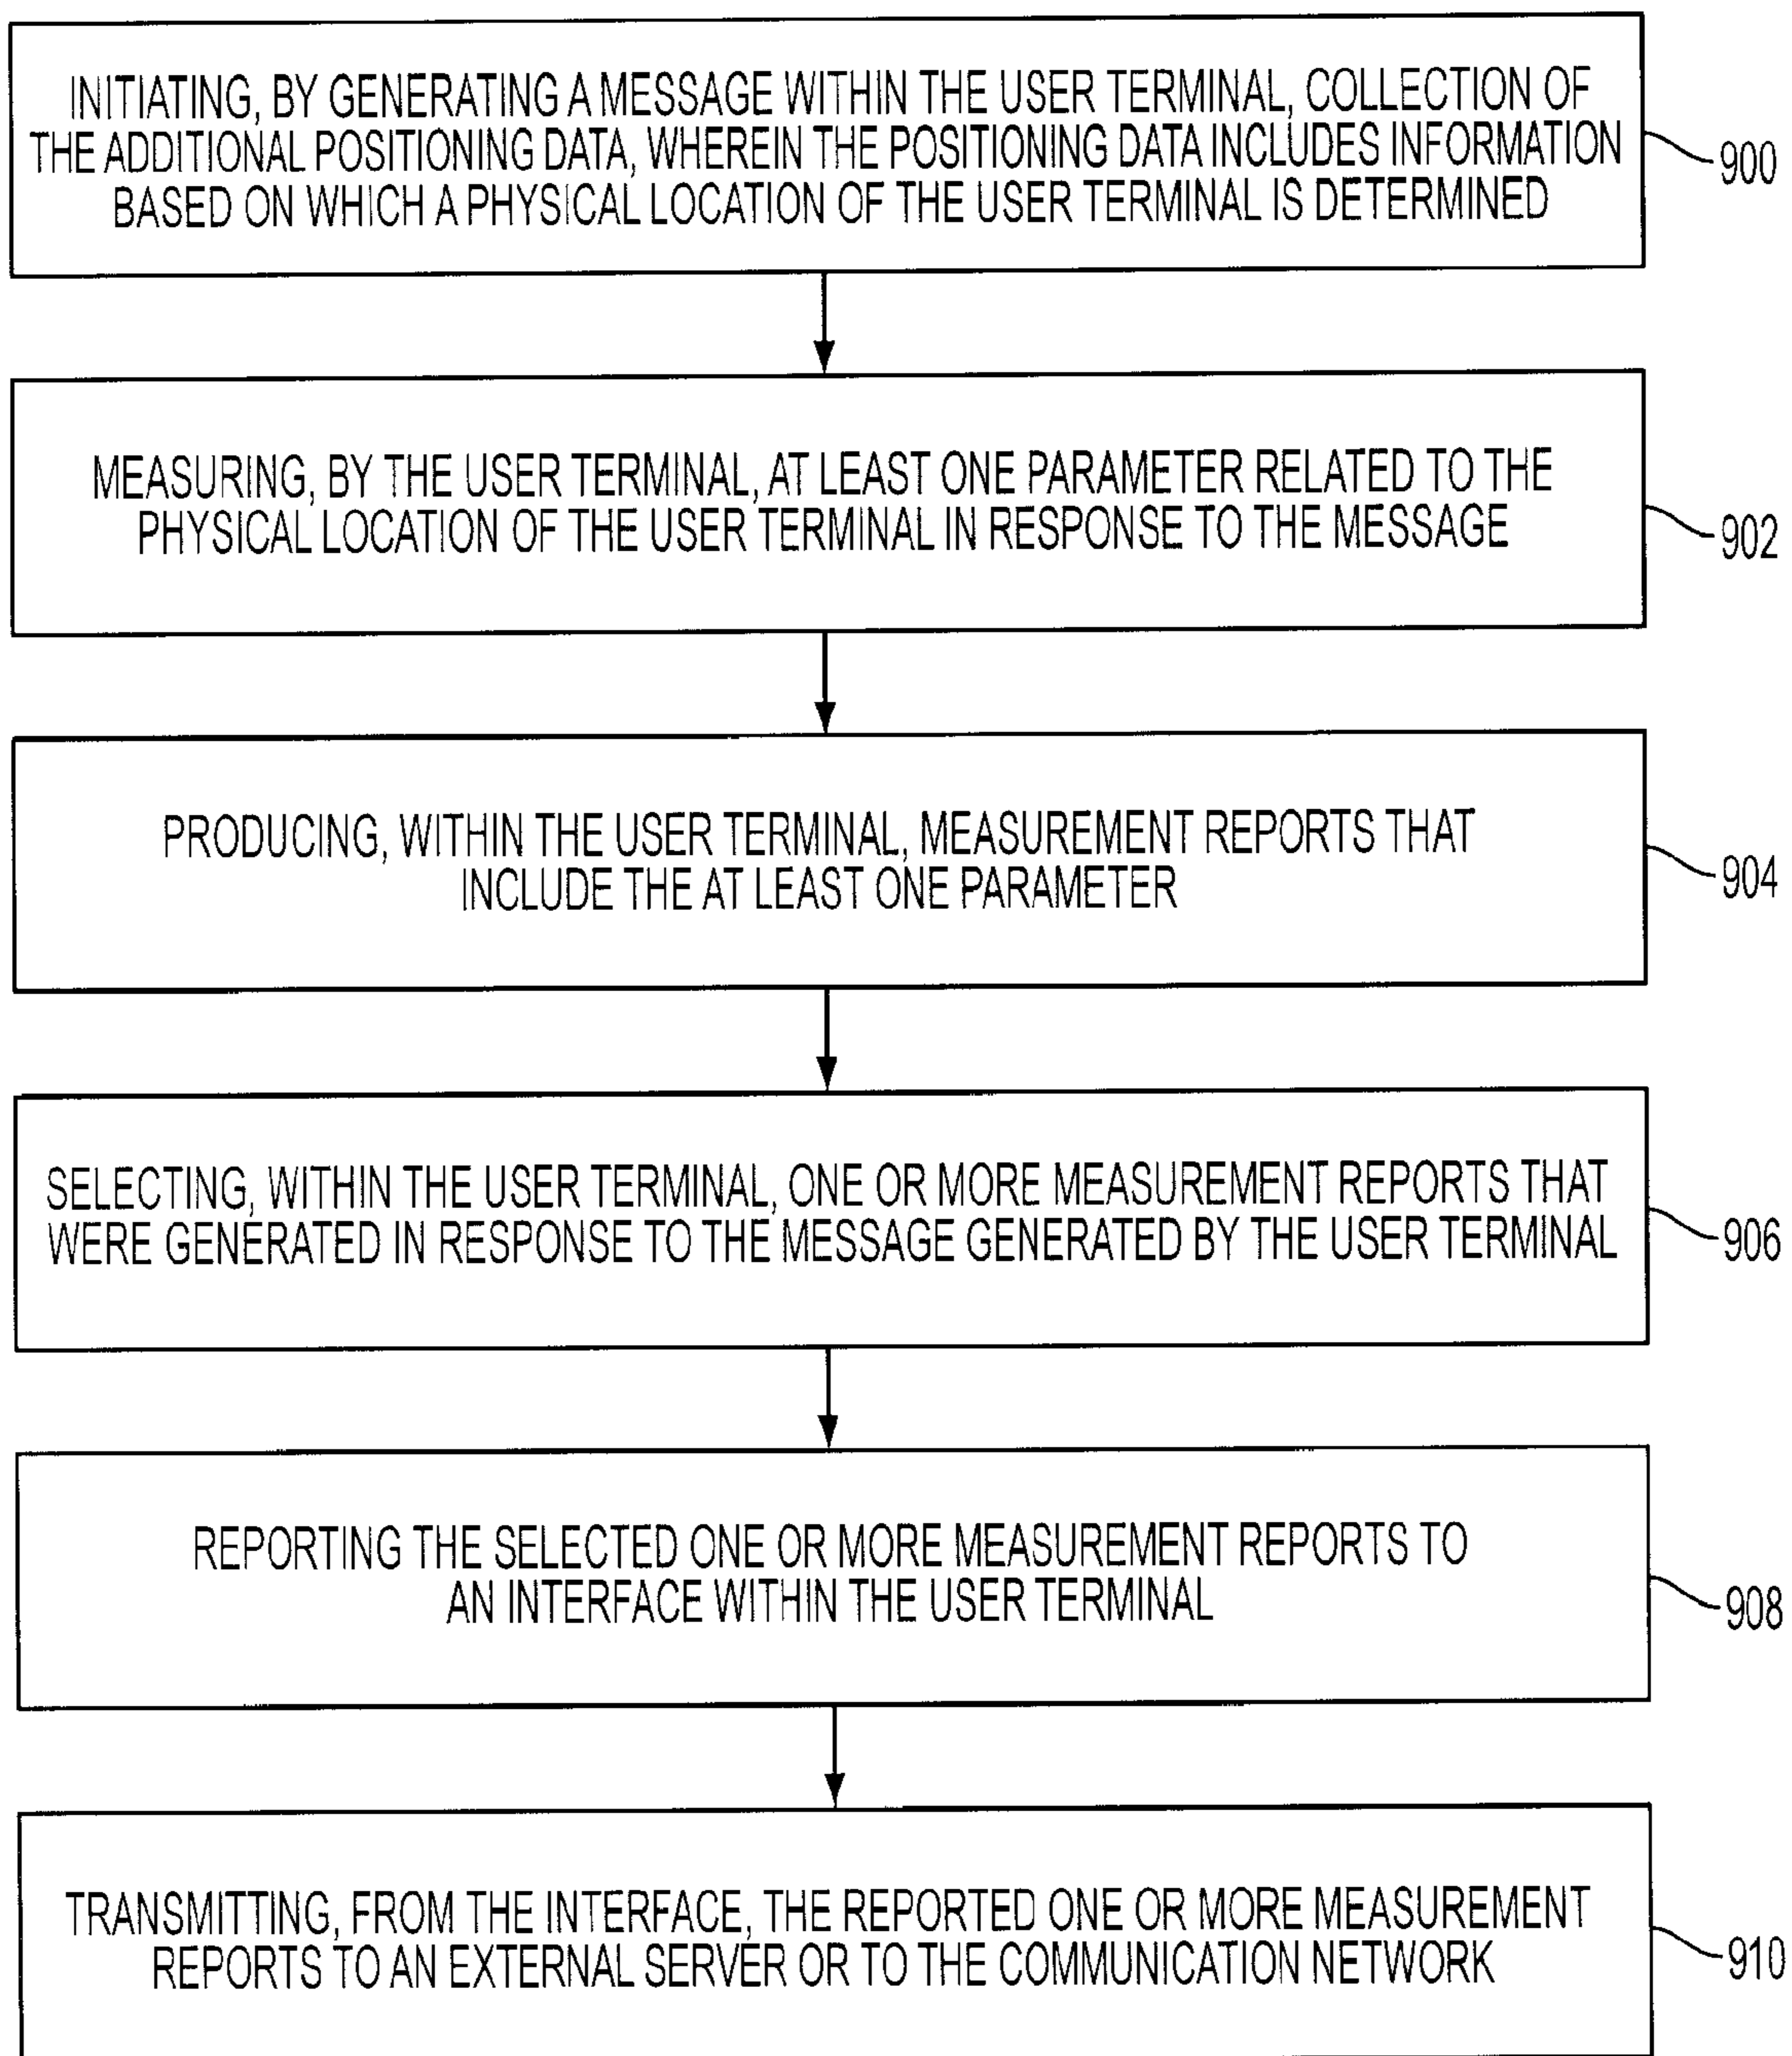 INITIATING, BY GENERATING A MESSAGE WITHIN THE USER TERMINAL, COLLECTION OF
THE ADDITIONAL POSITIONING DATA, WHEREIN THE POSITIONING DATA INCLUDES INFORMATION
BASED ON WHICH A PHYSICAL LOCATION OF THE USER TERMINAL IS DETERMINED
900
MEASURING, BY THE USER TERMINAL, AT LEAST ONE PARAMETER RELATED TO THE
PHYSICAL LOCATION OF THE USER TERMINAL IN RESPONSE TO THE MESSAGE
902
PRODUCING, WITHIN THE USER TERMINAL, MEASUREMENT REPORTS THAT
INCLUDE THE AT LEAST ONE PARAMETER
904
SELECTING, WITHIN THE USER TERMINAL, ONE OR MORE MEASUREMENT REPORTS THAT
WERE GENERATED IN RESPONSE TO THE MESSAGE GENERATED BY THE USER TERMINAL
906
REPORTING THE SELECTED ONE OR MORE MEASUREMENT REPORTS TO
AN INTERFACE WITHIN THE USER TERMINAL
908
TRANSMITTING, FROM THE INTERFACE, THE REPORTED ONE OR MORE MEASUREMENT
REPORTS TO AN EXTERNAL SERVER OR TO THE COMMUNICATION NETWORK
910